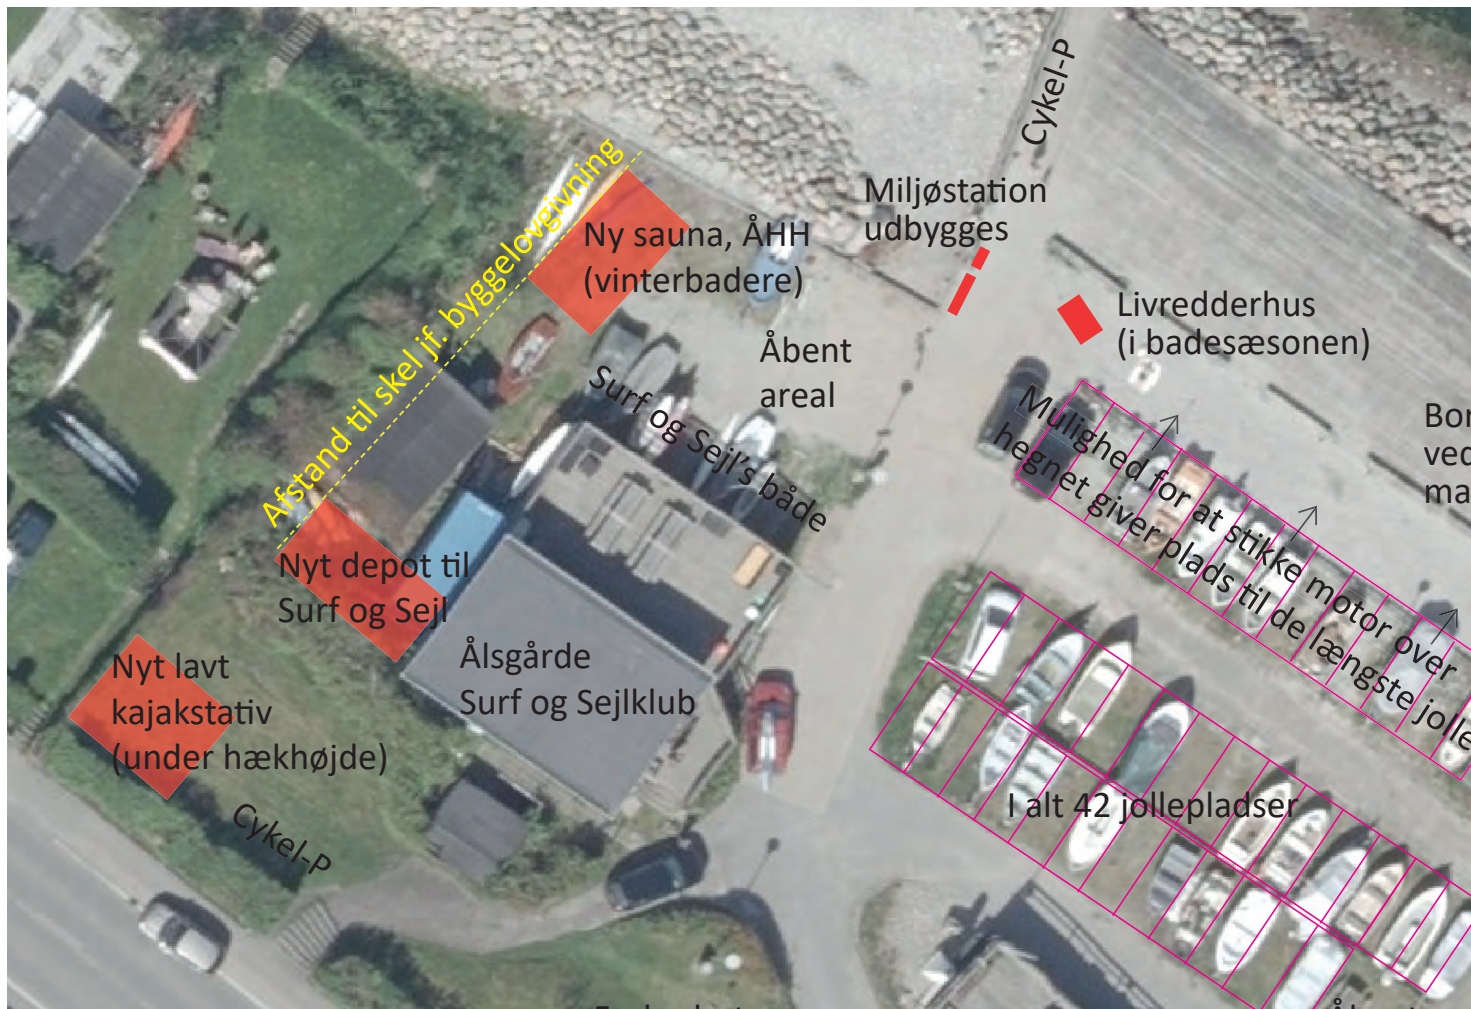 Cykel-P
Miljøstation
udbygges
Afstand til skel jf. byggelovgivning
Ny sauna, ÅHH
(vinterbadere)
Livredderhus
(i badesæsonen)
Åbent
areal
Surf og Sejl's både
Mulighed for at stikke motor over
hegnet giver plads til de længste jolle
Nyt depot til
Surf og Sejl
Ålsgårde
Surf og Sejlklub
Nyt lavt
kajakstativ
(under hækhøjde)
I alt 42 jollepladser
Cykel-P